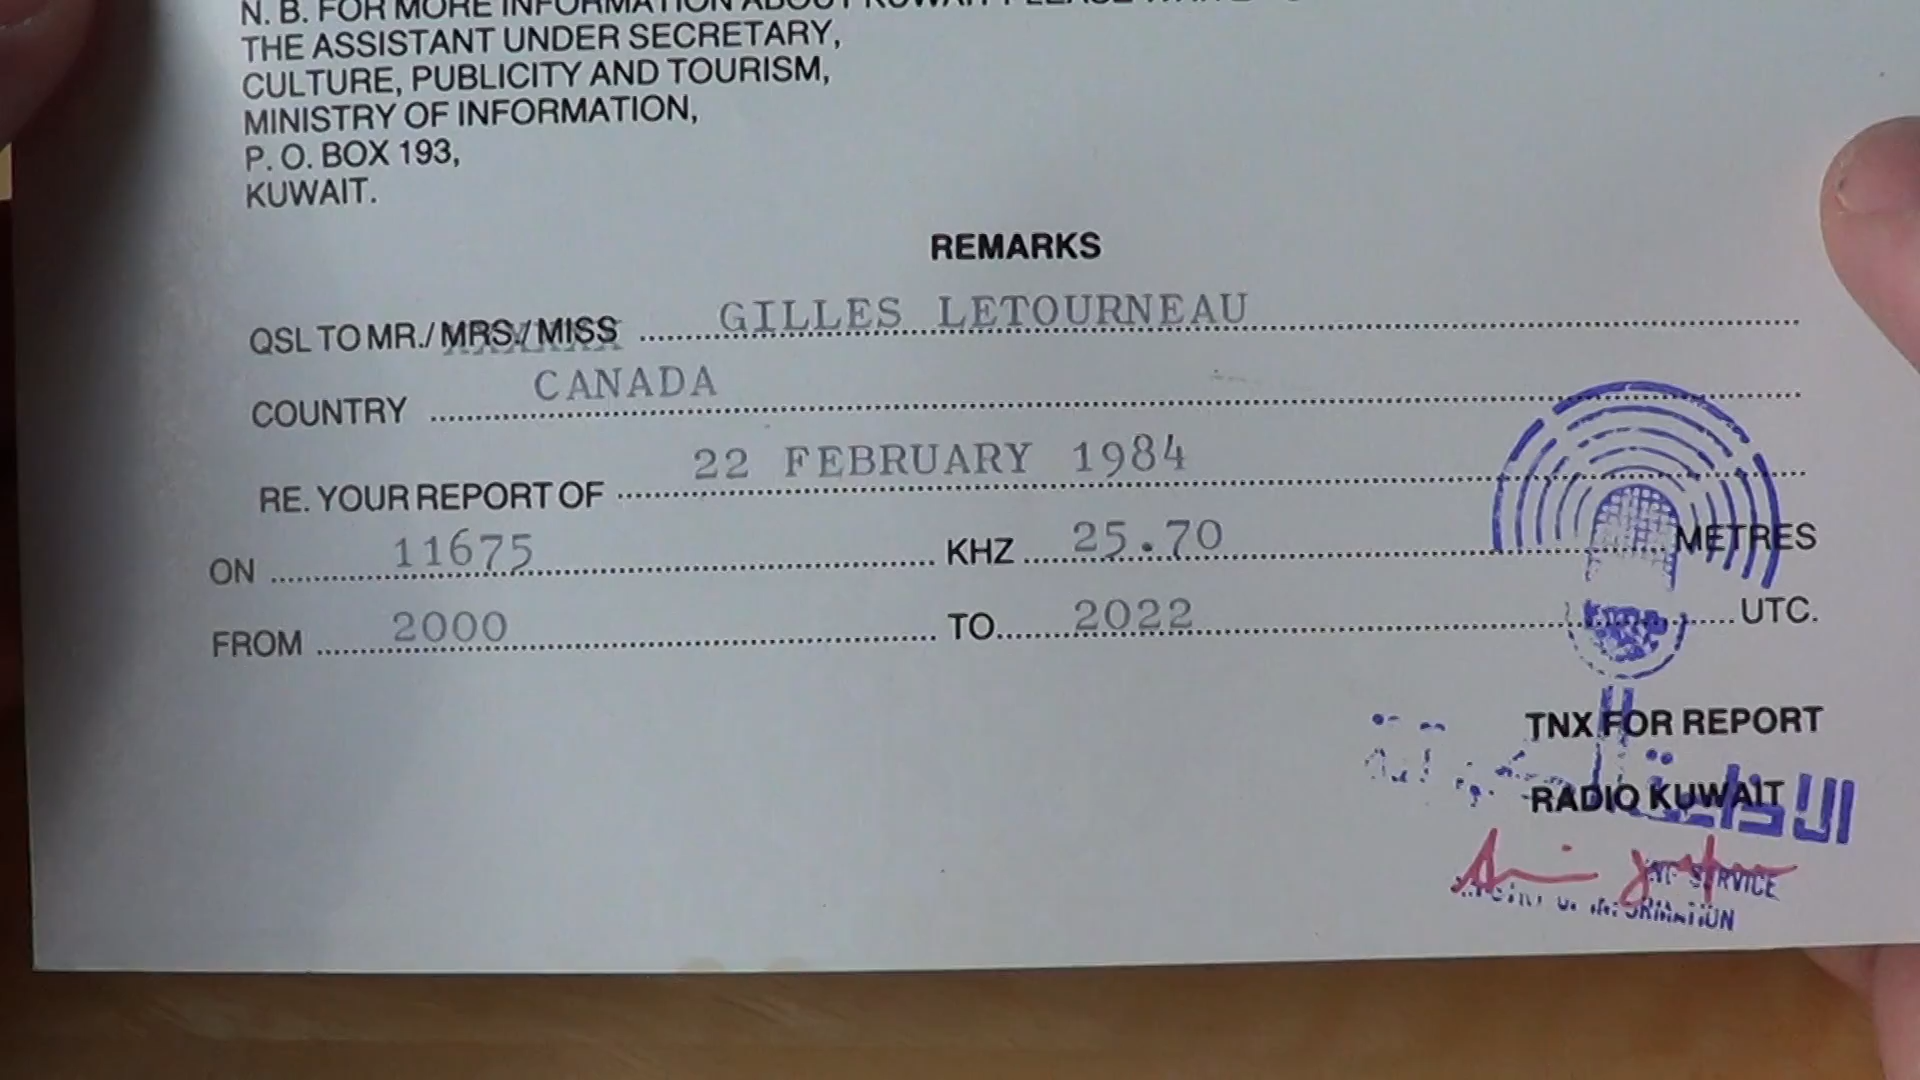 N. B. FOR MORE INFORMATION ABOUT KUWAIT PLEASE
THE ASSISTANT UNDER SECRETARY,
CULTURE, PUBLICITY AND TOURISM,
MINISTRY OF INFORMATION,
P. O. BOX 193,
KUWAIT.
REMARKS
QSL TO MR./ MRS./ MISS GILLES LETOURNEAU
COUNTRY CANADA
RE. YOUR REPORT OF 22 FEBRUARY 1984
ON 11675 KHZ 25.70 METRES
FROM 2000 TO 2022 UTC.
TNX FOR REPORT
RADIO KUWAIT
SERVICE
INFORMATION